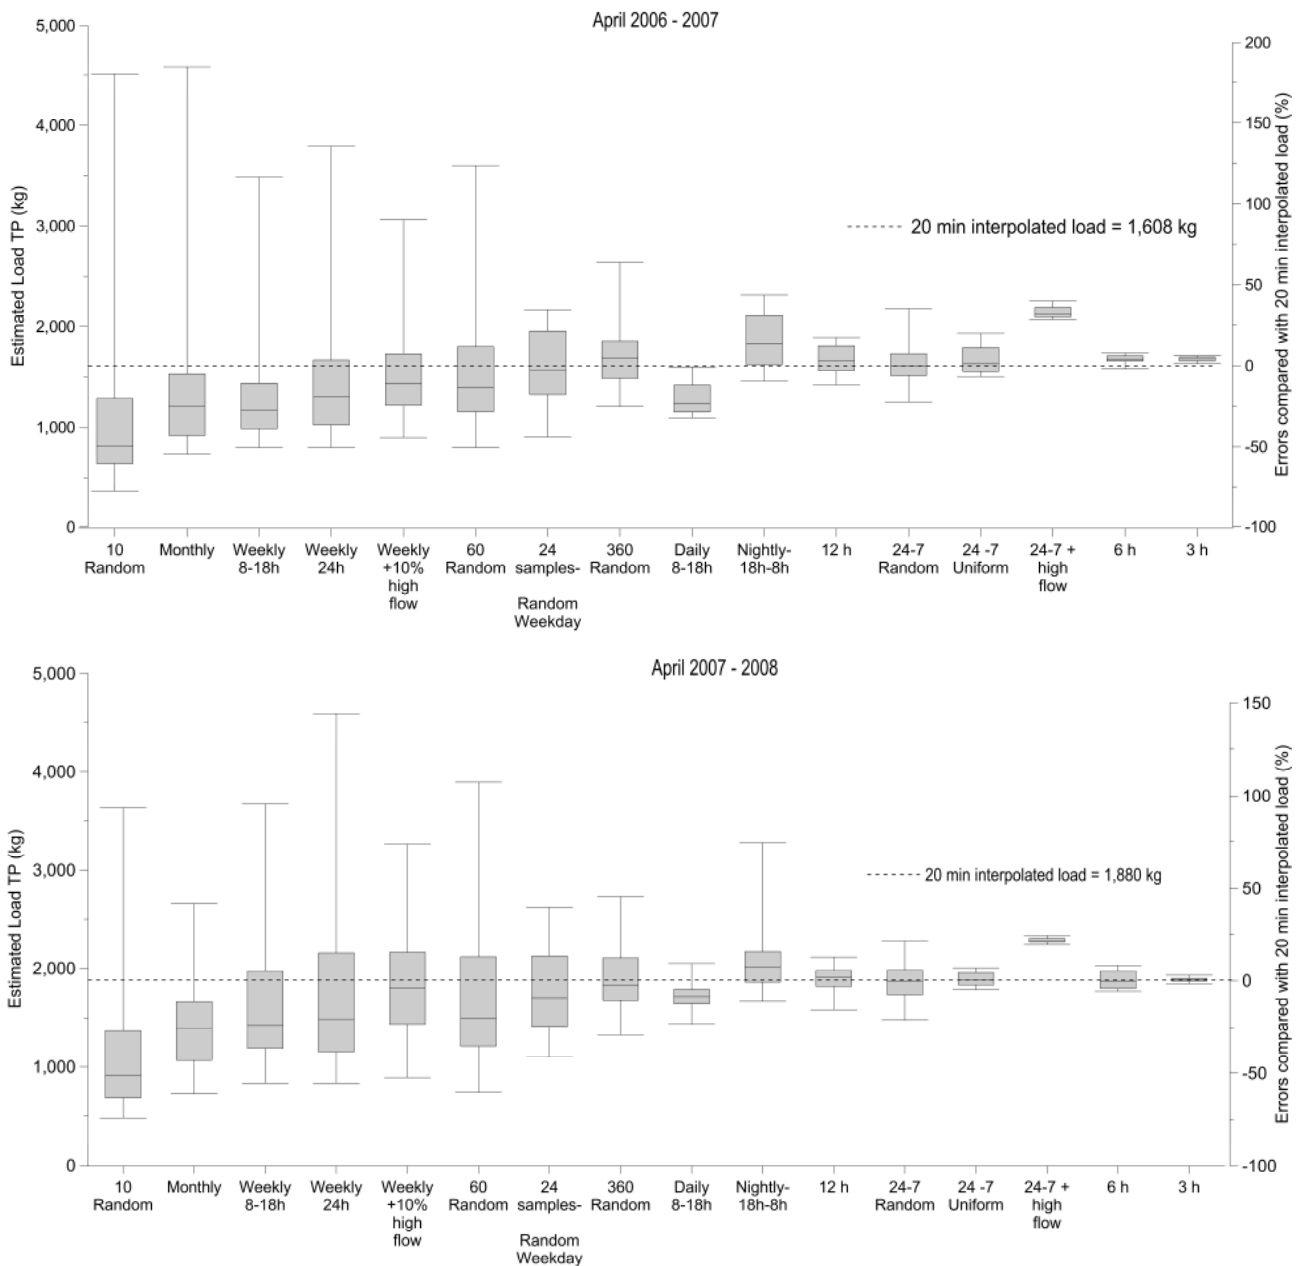 April 2006 - 2007
5,000
4,000
3,000
2,000
1,000
0
Estimated Load TP (kg)
200
150
100
50
0
-50
-100
Errors compared with 20 min interpolated load (%)
20 min interpolated load = 1,608 kg
10
Random
Monthly
Weekly
8-18h
Weekly
24h
Weekly
+10%
high
flow
60
Random
24
samples-
Random
Weekday
360
Random
Daily
8-18h
Nightly-
18h-8h
12 h
24-7
Random
24 -7
Uniform
24-7 +
high
flow
6 h
3 h
April 2007 - 2008
5,000
4,000
3,000
2,000
1,000
0
Estimated Load TP (kg)
150
100
50
0
-50
-100
Errors compared with 20 min interpolated load (%)
20 min interpolated load = 1,880 kg
10
Random
Monthly
Weekly
8-18h
Weekly
24h
Weekly
+10%
high
flow
60
Random
24
samples-
Random
Weekday
360
Random
Daily
8-18h
Nightly-
18h-8h
12 h
24-7
Random
24 -7
Uniform
24-7 +
high
flow
6 h
3 h